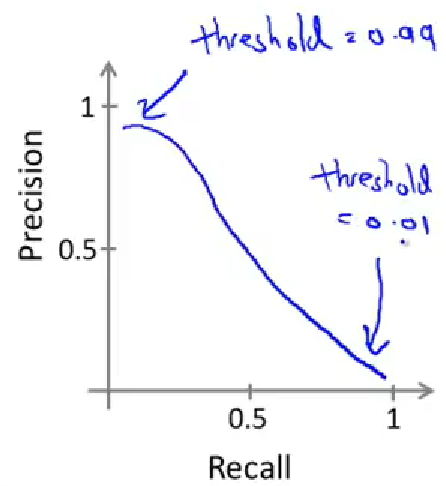 threshold = 0.99
1
threshold
= 0.01
Precision
0.5
0.5
1
Recall